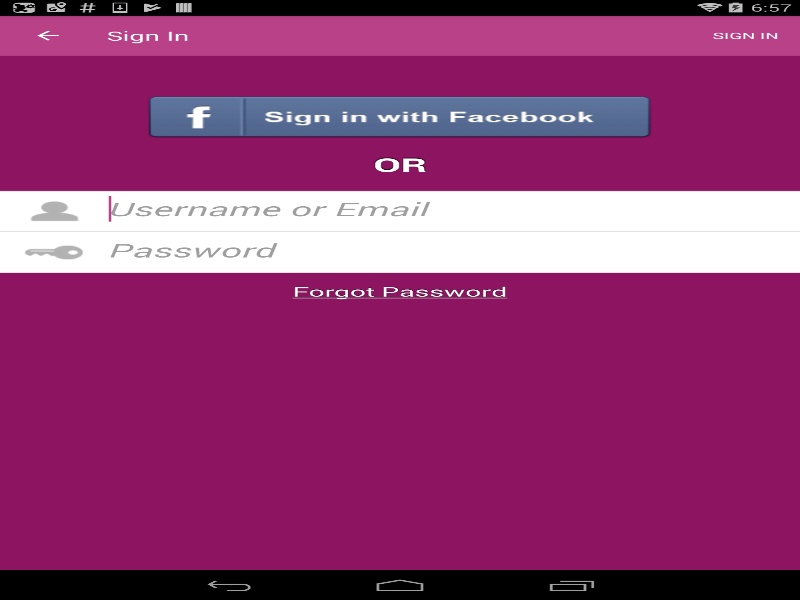 6:57
Sign In
SIGN IN
f Sign in with Facebook
OR
Username or Email
Password
Forgot Password